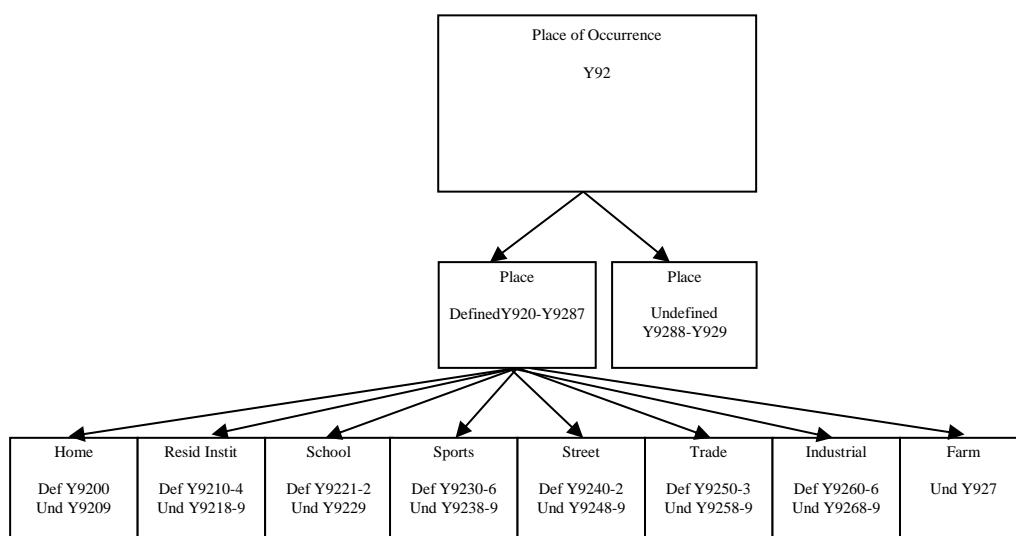 Place of Occurrence
Y92
Place
DefinedY920-Y9287
Place
Undefined
Y9288-Y929
Home
Def Y9200
Und Y9209
Resid Instit
Def Y9210-4
Und Y9218-9
School
Def Y9221-2
Und Y9229
Sports
Def Y9230-6
Und Y9238-9
Street
Def Y9240-2
Und Y9248-9
Trade
Def Y9250-3
Und Y9258-9
Industrial
Def Y9260-6
Und Y9268-9
Farm
Und Y927